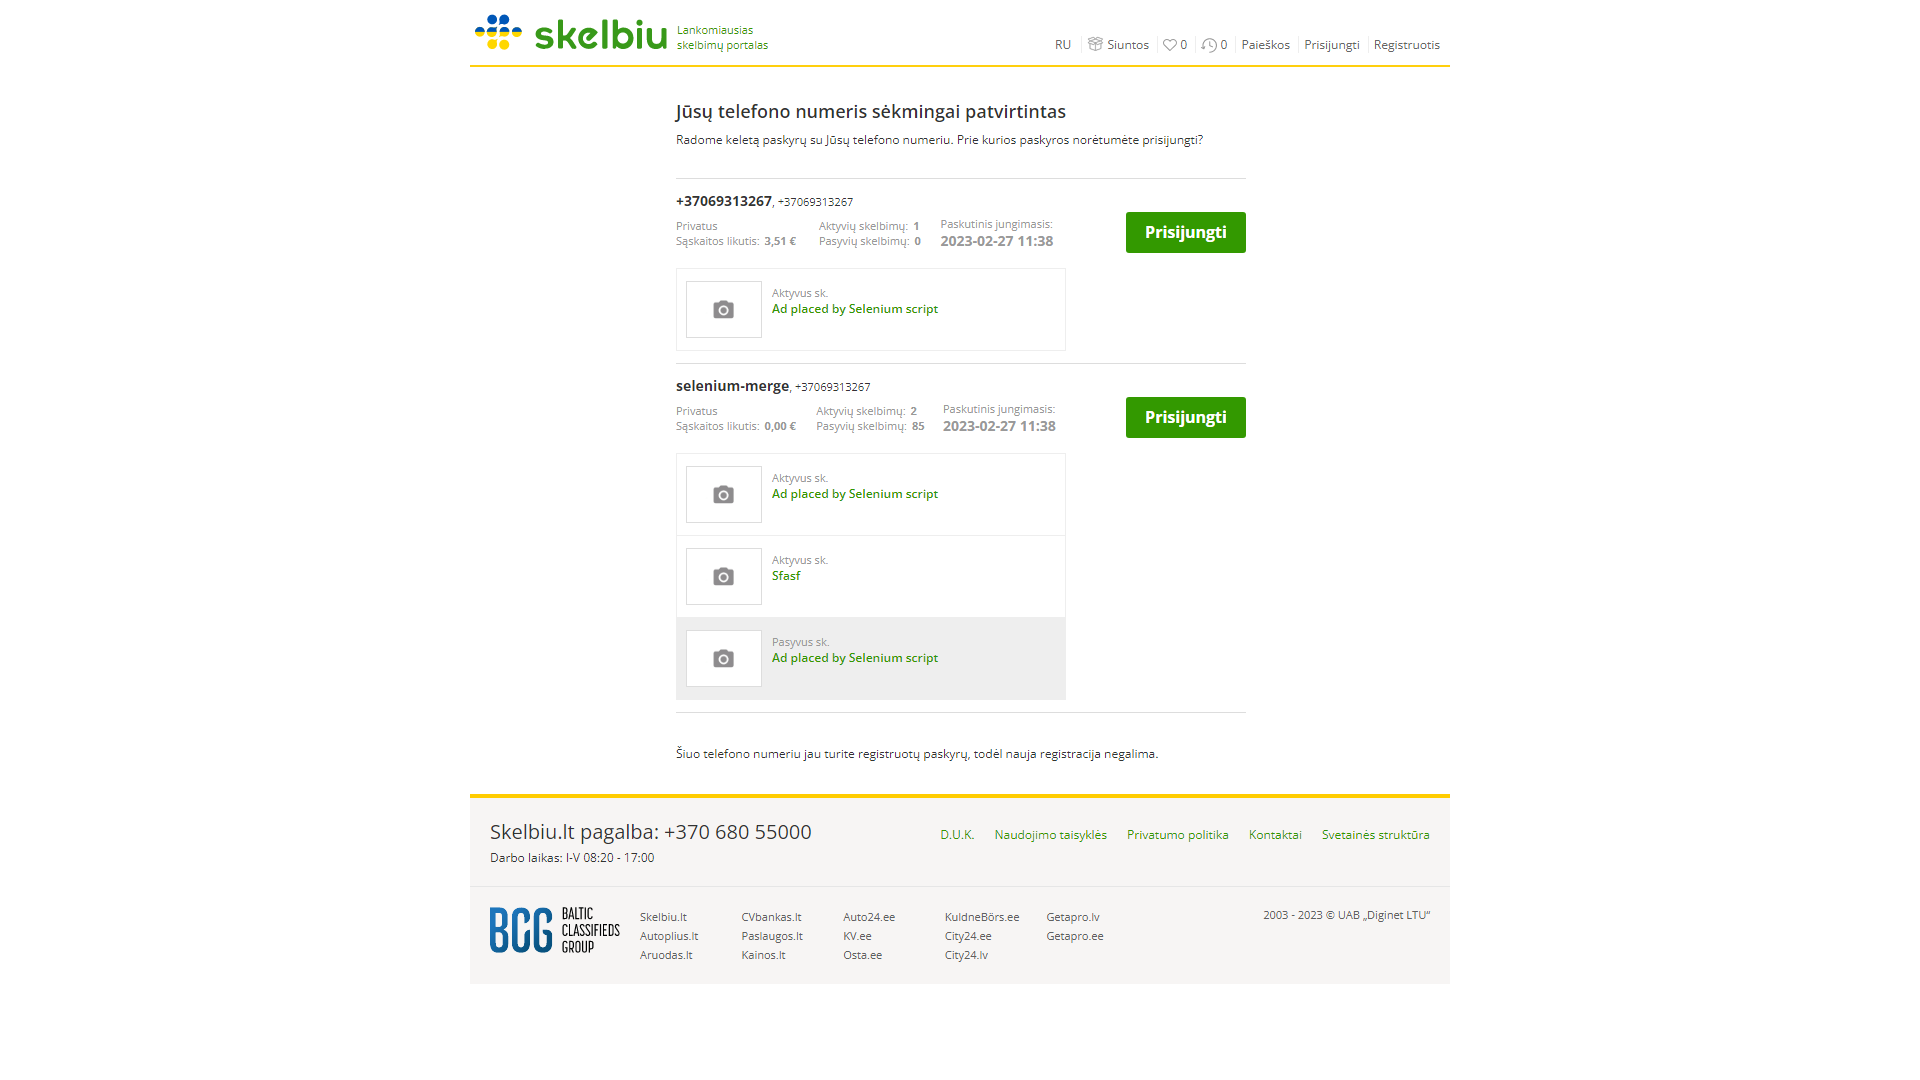 skelbiu
Lankomiausias
skelbimų portalas
RU Siuntos 0 0 Paieškos Prisijungti Registruotis
Jūsų telefono numeris sėkmingai patvirtintas
Radome keletą paskyrų su Jūsų telefono numeriu. Prie kurios paskyros norėtumėte prisijungti?
+37069313267, +37069313267
Privatus Aktyvių skelbimų: 1 Paskutinis jungimasis:
Sąskaitos likutis: 3,51 € Pasyvių skelbimų: 0 2023-02-27 11:38
Prisijungti
Aktyvus sk.
Ad placed by Selenium script
selenium-merge, +37069313267
Privatus Aktyvių skelbimų: 2 Paskutinis jungimasis:
Sąskaitos likutis: 0,00 € Pasyvių skelbimų: 85 2023-02-27 11:38
Prisijungti
Aktyvus sk.
Ad placed by Selenium script
Aktyvus sk.
Sfasf
Pasyvus sk.
Ad placed by Selenium script
Šiuo telefono numeriu jau turite registruotų paskyrų, todėl nauja registracija negalima.
Skelbiu.lt pagalba: +370 680 55000
Darbo laikas: I-V 08:20 - 17:00
D.U.K. Naudojimo taisyklės Privatumo politika Kontaktai Svetainės struktūra
BCG BALTIC
CLASSIFIEDS
GROUP
Skelbiu.lt CVbankas.lt Auto24.ee KuldneBörs.ee Getapro.lv
Autoplius.lt Paslaugos.lt KV.ee City24.ee Getapro.ee
Aruodas.lt Kainos.lt Osta.ee City24.lv
2003 - 2023 © UAB „Diginet LTU“